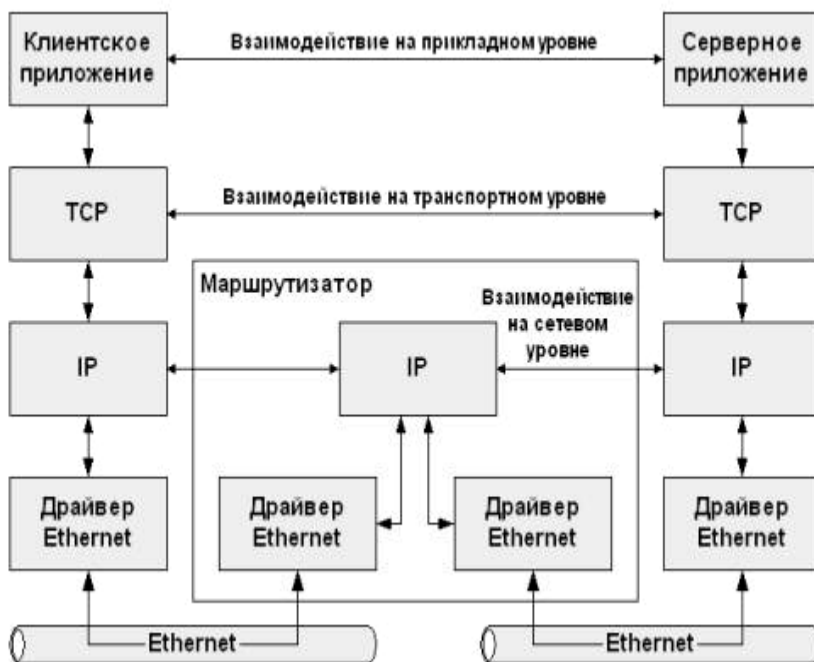 Клиентское
приложение
Взаимодействие на прикладном уровне
Серверное
приложение
TCP
Взаимодействие на транспортном уровне
TCP
Маршрутизатор
Взаимодействие
на сетевом
уровне
IP
IP
IP
Драйвер
Ethernet
Драйвер
Ethernet
Драйвер
Ethernet
Драйвер
Ethernet
Ethernet
Ethernet